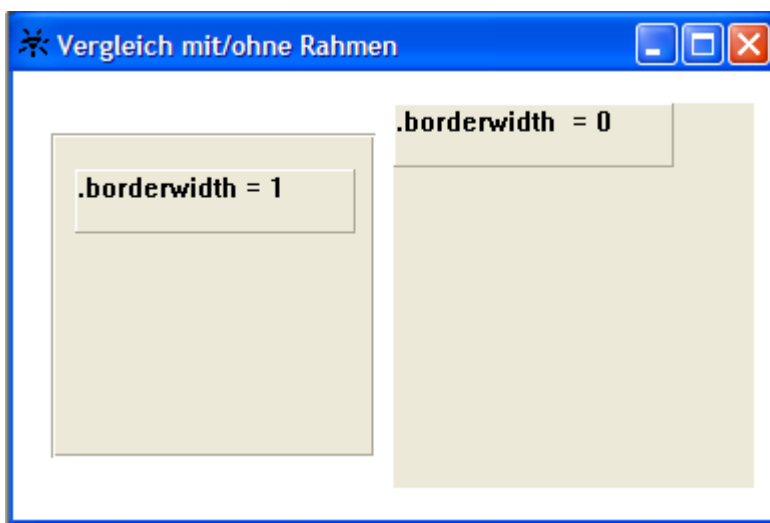 Vergleich mit/ohne Rahmen
.borderwidth = 1
.borderwidth = 0